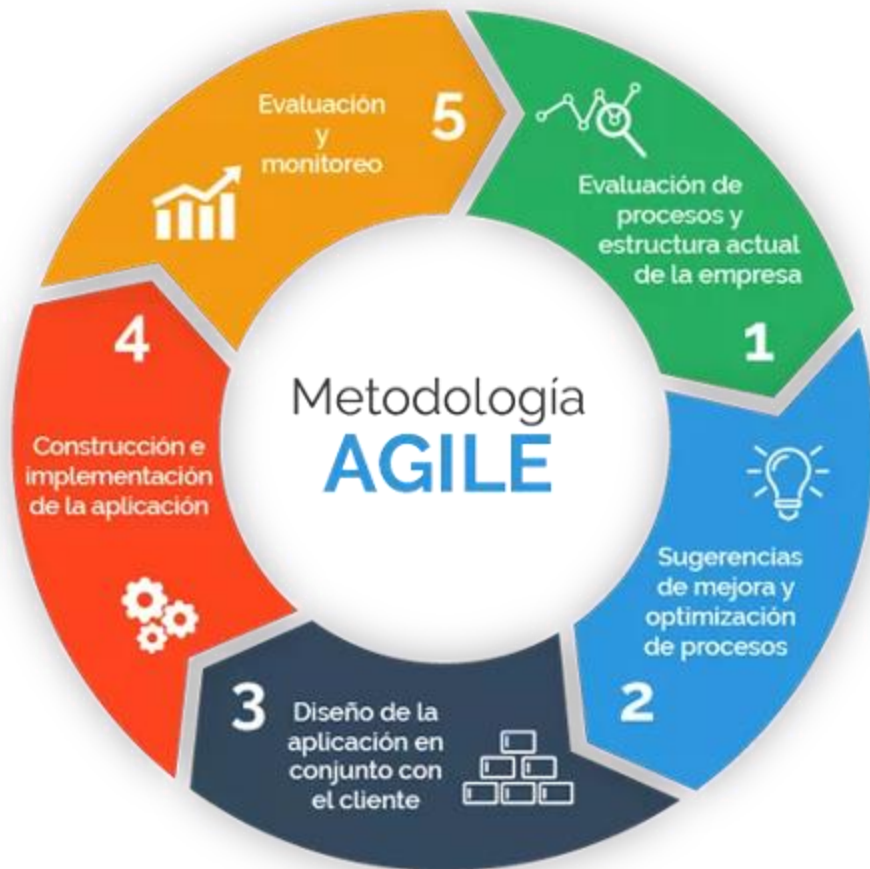 Metodología
AGILE
Evaluación de
procesos y
estructura actual
de la empresa
1
Sugerencias
de mejora y
optimización
de procesos
2
3
Diseño de la
aplicación en
conjunto con
el cliente
4
Construcción e
implementación
de la aplicación
Evaluación
y
monitoreo
5